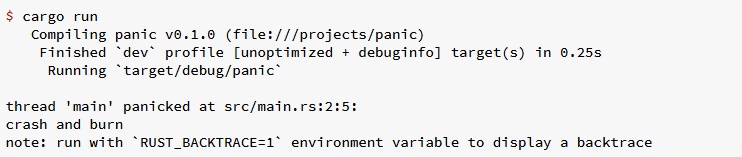 $ cargo run
   Compiling panic v0.1.0 (file:///projects/panic)
    Finished `dev` profile [unoptimized + debuginfo] target(s) in 0.25s
     Running `target/debug/panic`

thread 'main' panicked at src/main.rs:2:5:
crash and burn
note: run with `RUST_BACKTRACE=1` environment variable to display a backtrace